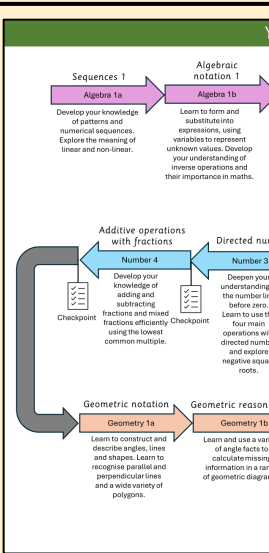 Y
Sequences 1
Algebraic
notation 1
Algebra 1a
Algebra 1b
Develop your knowledge
of patterns and
numerical sequences.
Explore the meaning of
linear and non-linear.
Learn to form and
substitute into
expressions, using
variables to represent
unknown values. Develop
your understanding of
inverse operations and
their importance in maths.
Additive operations
with fractions
Directed num
Number 4
Number 3
Develop your
knowledge of
adding and
subtracting
fractions and mixed
fractions efficiently
using the lowest
common multiple.
Checkpoint
Checkpoint
Deepen your
understanding
the number lin
before zero.
Learn to use th
four main
operations wit
directed numb
and explore
negative squa
roots.
Geometric notation
Geometric reason
Geometry 1a
Geometry 1b
Learn to construct and
describe angles, lines
and shapes. Learn to
recognise parallel and
perpendicular lines
and a wide variety of
polygons.
Learn and use a vari
of angle facts to
calculate missing
information in a ran
of geometric diagra